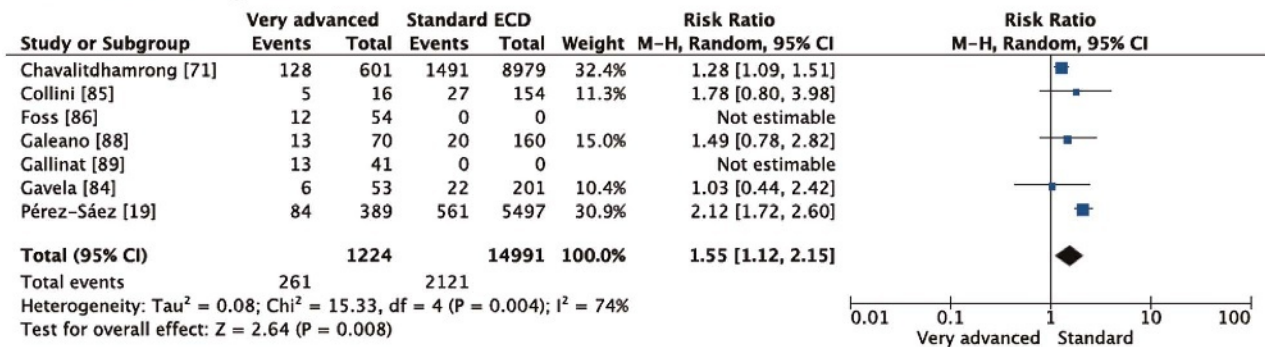 Very advanced Standard ECD Risk Ratio Risk Ratio
Study or Subgroup Events Total Events Total Weight M-H, Random, 95% CI M-H, Random, 95% CI
Chavalitdhamrong [71] 128 601 1491 8979 32.4% 1.28 [1.09, 1.51]
Collini [85] 5 16 27 154 11.3% 1.78 [0.80, 3.98]
Foss [86] 12 54 0 0 Not estimable
Galeano [88] 13 70 20 160 15.0% 1.49 [0.78, 2.82]
Gallinat [89] 13 41 0 0 Not estimable
Gavela [84] 6 53 22 201 10.4% 1.03 [0.44, 2.42]
Pérez-Sáez [19] 84 389 561 5497 30.9% 2.12 [1.72, 2.60]
Total (95% CI) 1224 14991 100.0% 1.55 [1.12, 2.15]
Total events 261 2121
Heterogeneity: Tau² = 0.08; Chi² = 15.33, df = 4 (P = 0.004); I² = 74%
Test for overall effect: Z = 2.64 (P = 0.008)
0.01 0.1 1 10 100
Very advanced Standard